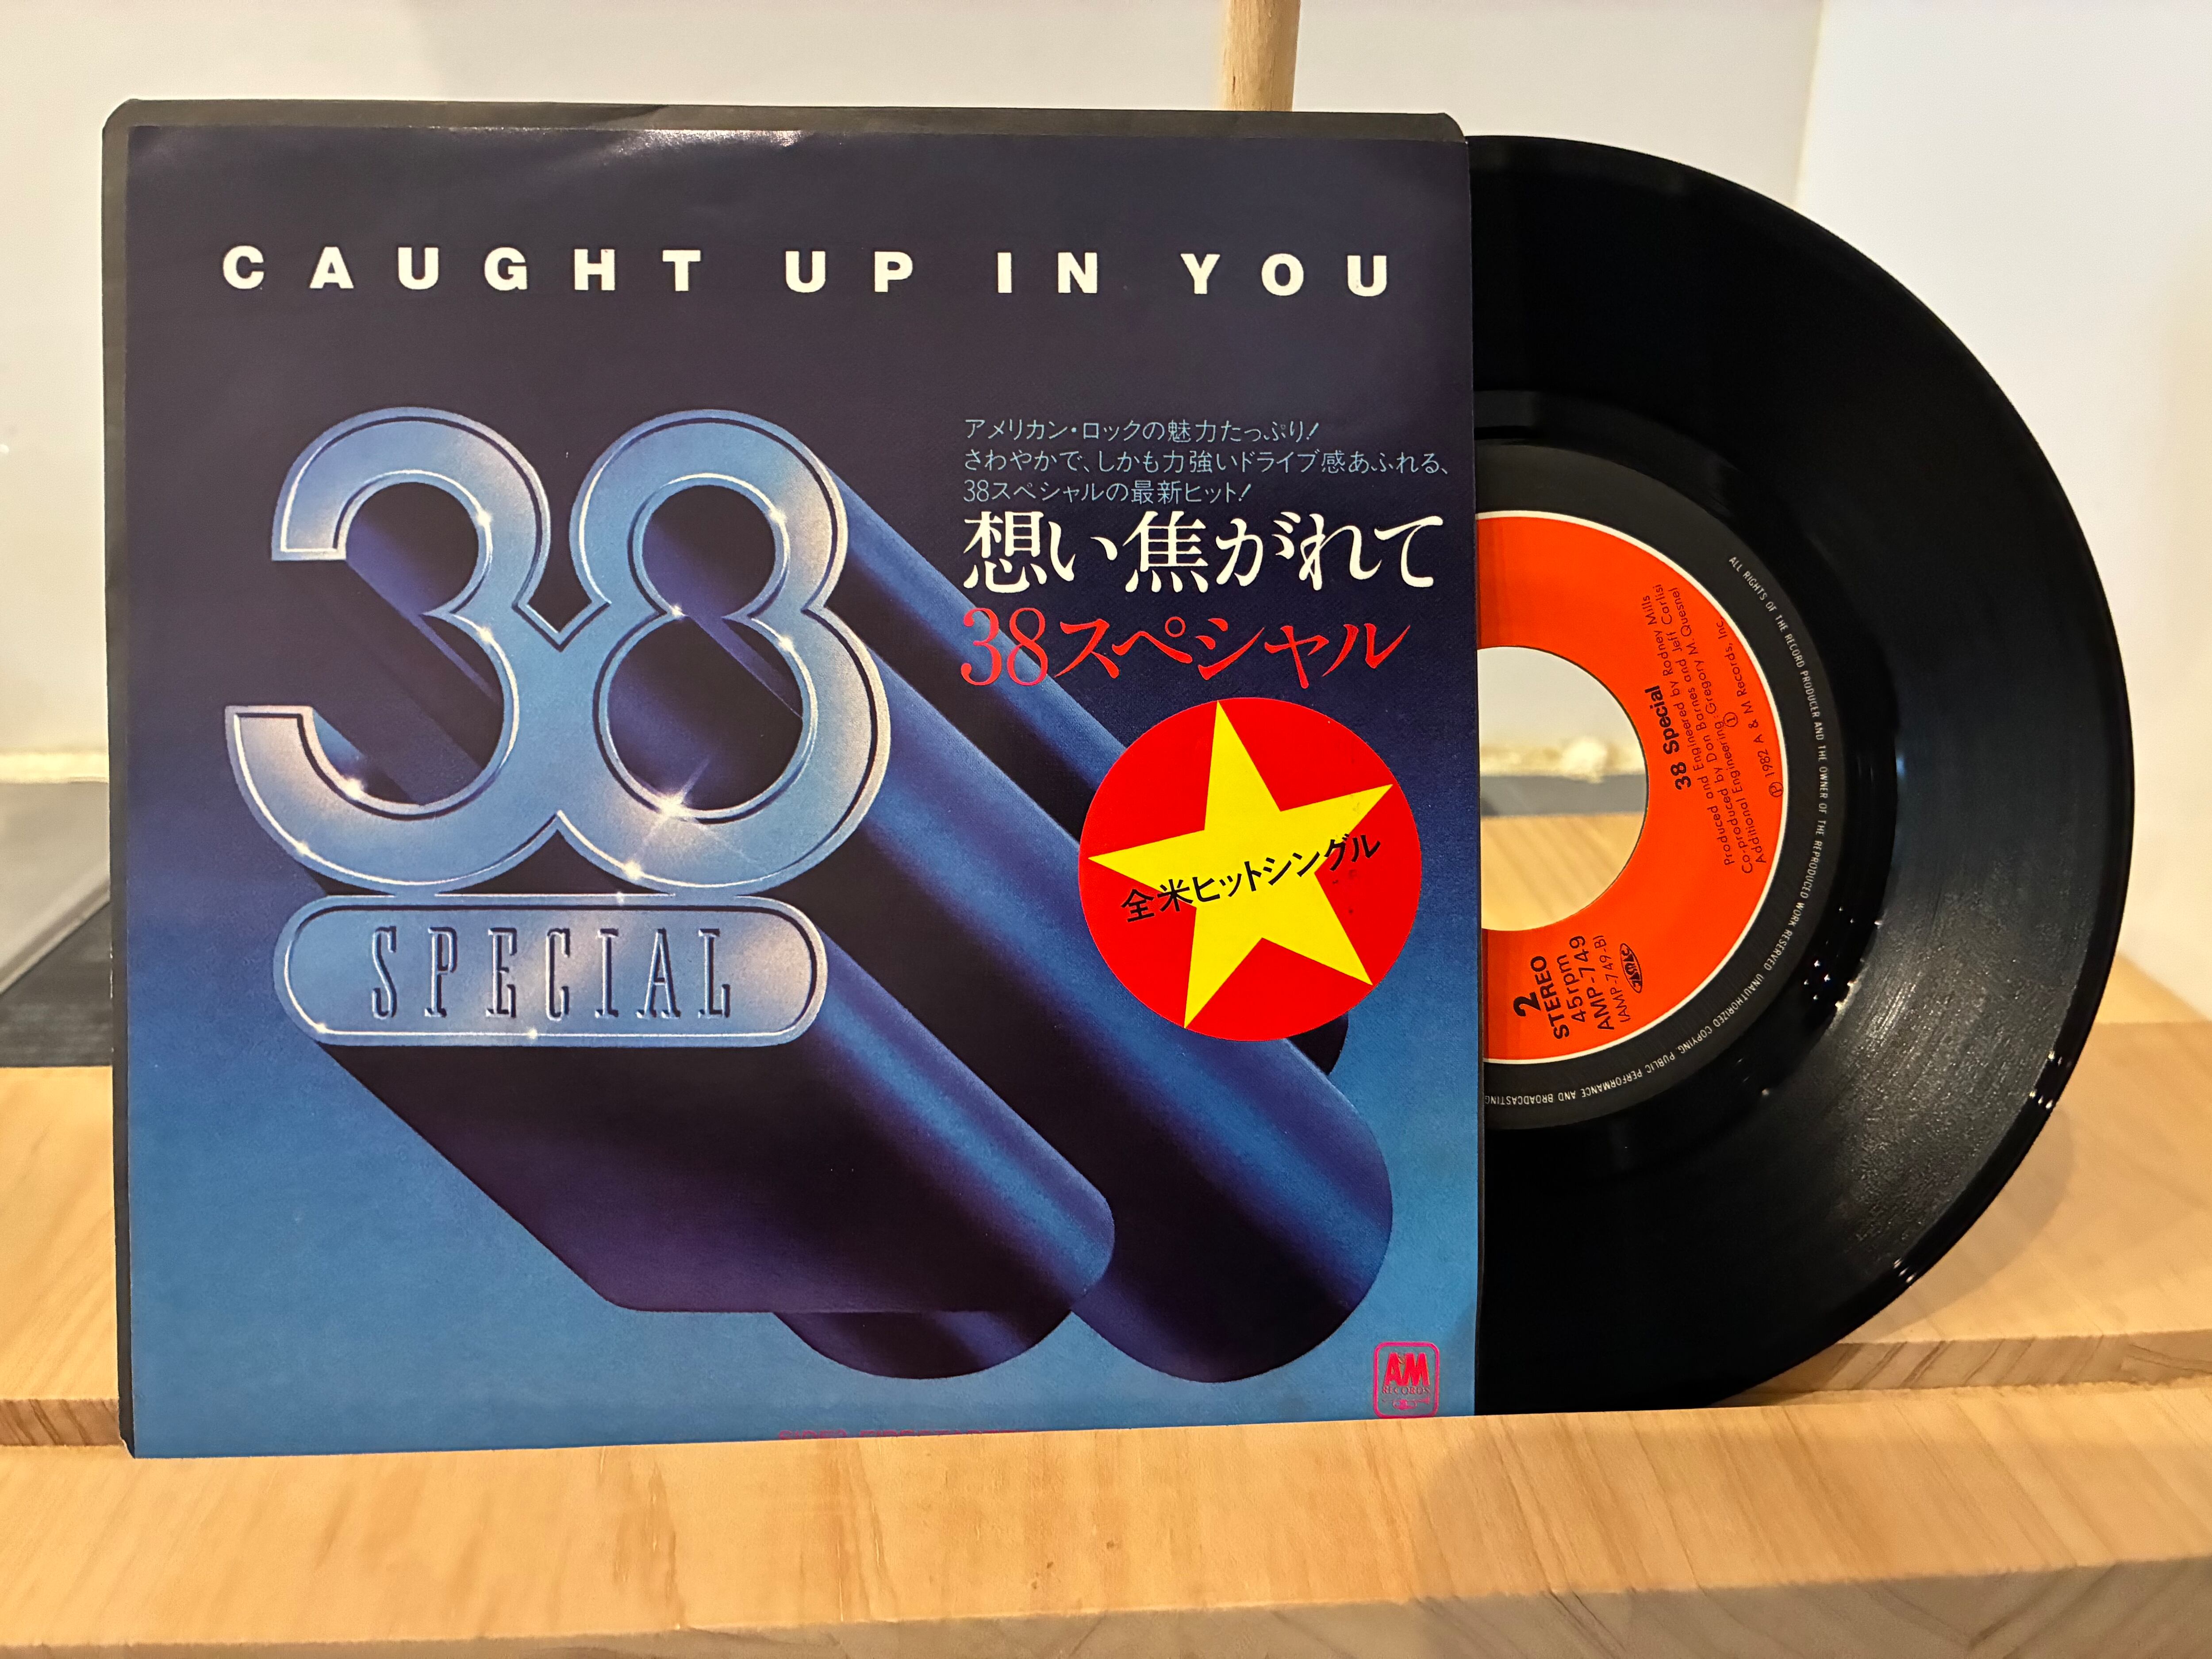 CAUGHT UP IN YOU
アメリカン・ロックの魅力たっぷり!
さわやかで、しかも力強いドライブ感あふれる、
38スペシャルの最新ヒット!
想い焦がれて
38スペシャル
38
SPECIAL
全米ヒットシングル
AM
RECORDS
38 Special
Produced and Engineered by Rodney Mills
Co-produced by Don Barnes and Jeff Carlisi
Additional Engineering: Gregory M. Quesnel
Ⓟ 1982 A & M Records, Inc.
2
STEREO
45rpm
AMP-749
(AMP-749-B)
ALL RIGHTS OF THE RECORD PRODUCER AND THE OWNER OF THE REPRODUCED WORK RESERVED UNAUTHORIZED COPYING, PUBLIC PERFORMANCE AND BROADCASTING